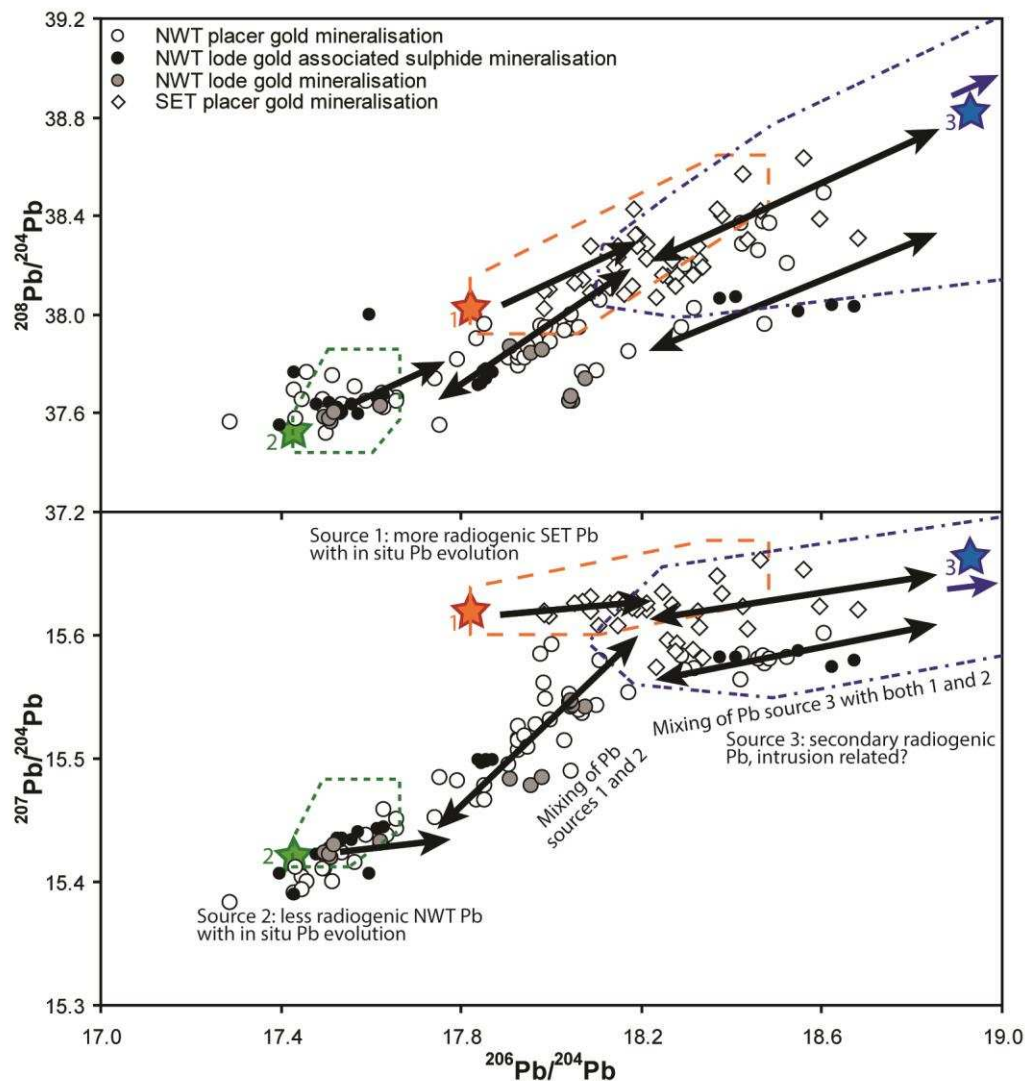 39.2
NWT placer gold mineralisation
NWT lode gold associated sulphide mineralisation
NWT lode gold mineralisation
SET placer gold mineralisation
38.8
3
38.4
²⁰⁸Pb/²⁰⁴Pb
38.0
1
37.6
2
37.2
Source 1: more radiogenic SET Pb
with in situ Pb evolution
3
15.6
1
Mixing of Pb source 3 with both 1 and 2
Source 3: secondary radiogenic
Pb, intrusion related?
15.5
²⁰⁷Pb/²⁰⁴Pb
Mixing of Pb
sources 1 and 2
2
15.4
Source 2: less radiogenic NWT Pb
with in situ Pb evolution
15.3
17.0
17.4
17.8
18.2
18.6
19.0
²⁰⁶Pb/²⁰⁴Pb